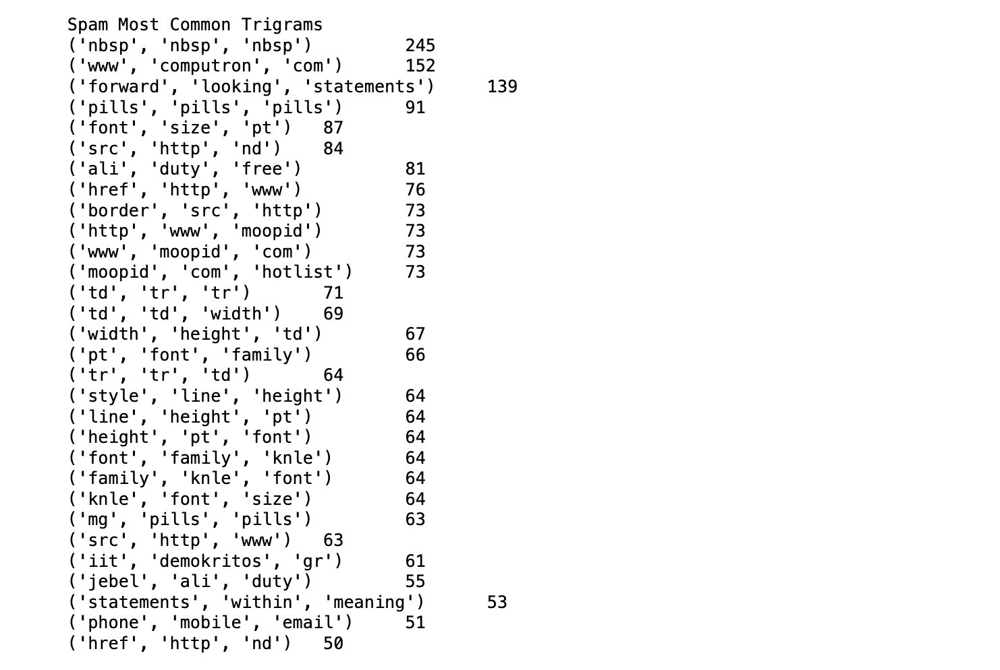 Spam Most Common Trigrams
('nbsp', 'nbsp', 'nbsp') 245
('www', 'computron', 'com') 152
('forward', 'looking', 'statements') 139
('pills', 'pills', 'pills') 91
('font', 'size', 'pt') 87
('src', 'http', 'nd') 84
('ali', 'duty', 'free') 81
('href', 'http', 'www') 76
('border', 'src', 'http') 73
('http', 'www', 'moopid') 73
('www', 'moopid', 'com') 73
('moopid', 'com', 'hotlist') 73
('td', 'tr', 'tr') 71
('td', 'td', 'width') 69
('width', 'height', 'td') 67
('pt', 'font', 'family') 66
('tr', 'tr', 'td') 64
('style', 'line', 'height') 64
('line', 'height', 'pt') 64
('height', 'pt', 'font') 64
('font', 'family', 'knle') 64
('family', 'knle', 'font') 64
('knle', 'font', 'size') 64
('mg', 'pills', 'pills') 63
('src', 'http', 'www') 63
('iit', 'demokritos', 'gr') 61
('jebel', 'ali', 'duty') 55
('statements', 'within', 'meaning') 53
('phone', 'mobile', 'email') 51
('href', 'http', 'nd') 50